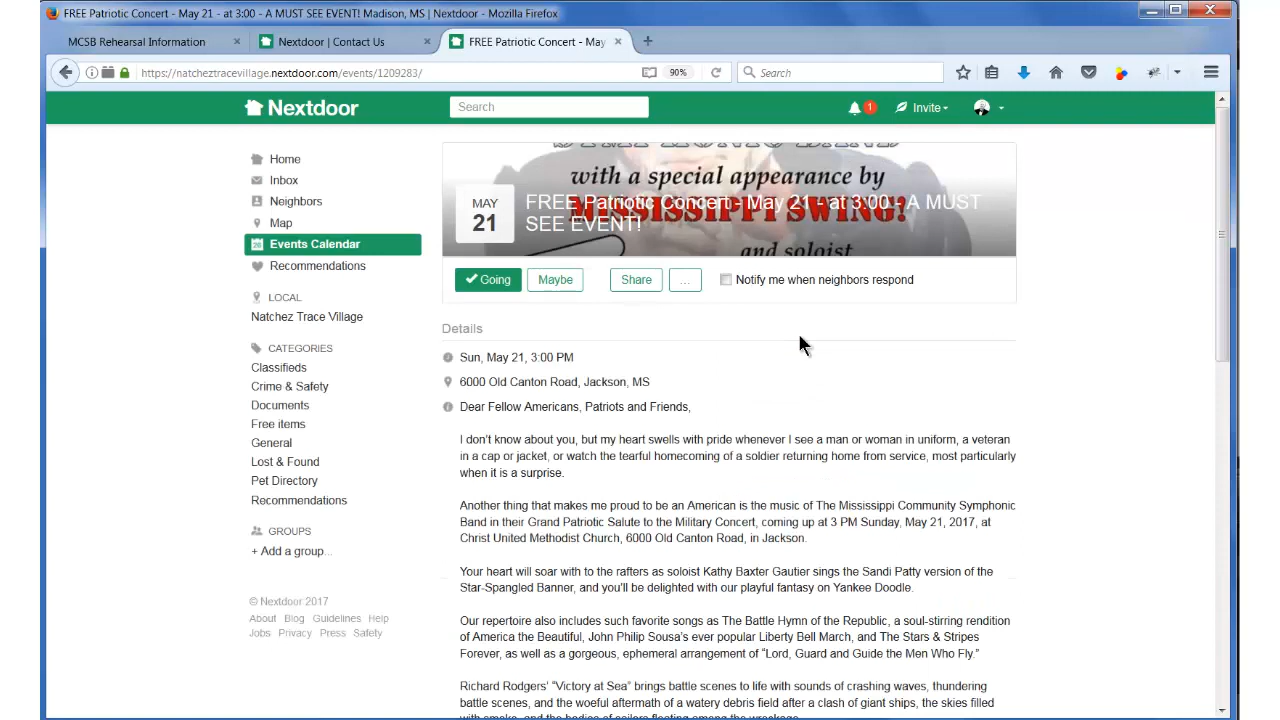 FREE Patriotic Concert - May 21 - at 3:00 - A MUST SEE EVENT! Madison, MS | Nextdoor - Mozilla Firefox
MCSB Rehearsal Information × Nextdoor | Contact Us × FREE Patriotic Concert - May × +
https://natcheztracevillage.nextdoor.com/events/1209283/ 90% Search
Nextdoor Search 1 Invite
Home
Inbox
Neighbors
Map
Events Calendar
Recommendations
LOCAL
Natchez Trace Village
CATEGORIES
Classifieds
Crime & Safety
Documents
Free items
General
Lost & Found
Pet Directory
Recommendations
GROUPS
+ Add a group...
© Nextdoor 2017
About Blog Guidelines Help
Jobs Privacy Press Safety
with a special appearance by
MISSISSIPPI SWING!
and soloist
MAY
21
FREE Patriotic Concert - May 21 - at 3:00 - A MUST
SEE EVENT!
Going Maybe Share ... Notify me when neighbors respond
Details
Sun, May 21, 3:00 PM
6000 Old Canton Road, Jackson, MS
Dear Fellow Americans, Patriots and Friends,
I don't know about you, but my heart swells with pride whenever I see a man or woman in uniform, a veteran
in a cap or jacket, or watch the tearful homecoming of a soldier returning home from service, most particularly
when it is a surprise.
Another thing that makes me proud to be an American is the music of The Mississippi Community Symphonic
Band in their Grand Patriotic Salute to the Military Concert, coming up at 3 PM Sunday, May 21, 2017, at
Christ United Methodist Church, 6000 Old Canton Road, in Jackson.
Your heart will soar with to the rafters as soloist Kathy Baxter Gautier sings the Sandi Patty version of the
Star-Spangled Banner, and you'll be delighted with our playful fantasy on Yankee Doodle.
Our repertoire also includes such favorite songs as The Battle Hymn of the Republic, a soul-stirring rendition
of America the Beautiful, John Philip Sousa's ever popular Liberty Bell March, and The Stars & Stripes
Forever, as well as a gorgeous, ephemeral arrangement of “Lord, Guard and Guide the Men Who Fly.”
Richard Rodgers' “Victory at Sea” brings battle scenes to life with sounds of crashing waves, thundering
battle scenes, and the woeful aftermath of a watery debris field after a clash of giant ships, the skies filled
with smoke, and the bodies of sailors floating among the wreckage.